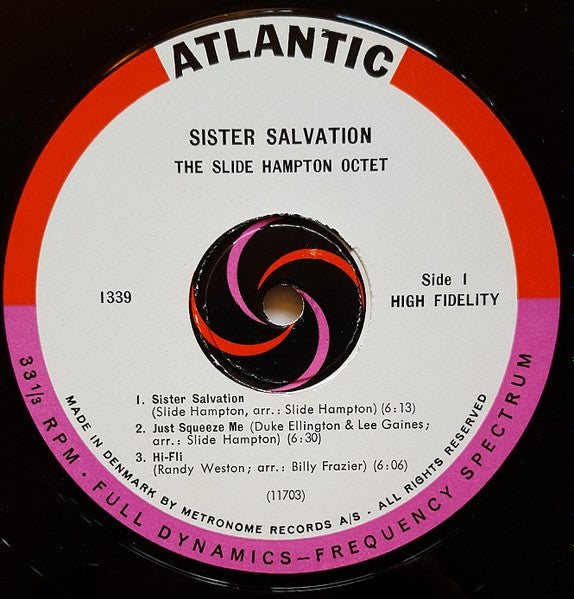 ATLANTIC
SISTER SALVATION
THE SLIDE HAMPTON OCTET
1339
Side 1
HIGH FIDELITY
1. Sister Salvation
(Slide Hampton, arr.: Slide Hampton) (6:13)
2. Just Squeeze Me (Duke Ellington & Lee Gaines;
arr.: Slide Hampton) (6:30)
3. Hi-Fli
(Randy Weston; arr.: Billy Frazier) (6:06)
(11703)
MADE IN DENMARK BY METRONOME RECORDS A/S · ALL RIGHTS RESERVED
33 1/3 RPM · FULL DYNAMICS–FREQUENCY SPECTRUM